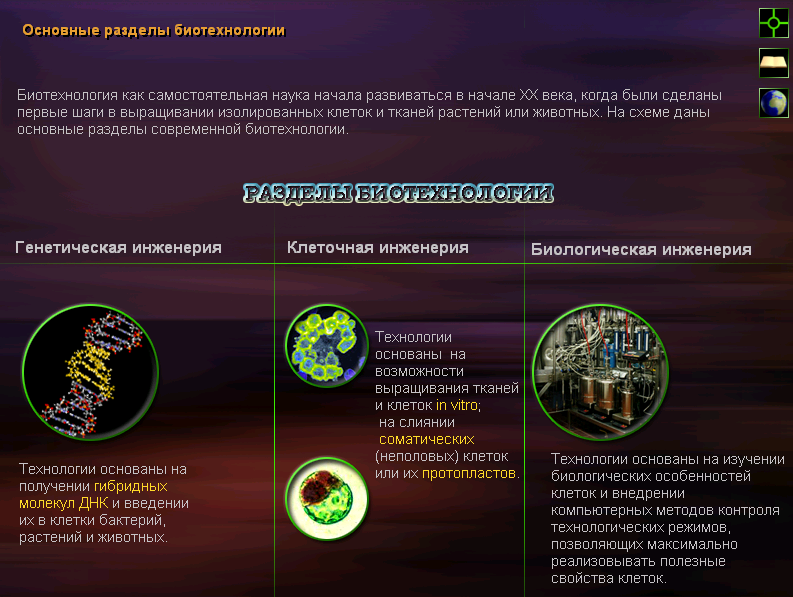 Основные разделы биотехнологии
Биотехнология как самостоятельная наука начала развиваться в начале XX века, когда были сделаны
первые шаги в выращивании изолированных клеток и тканей растений или животных. На схеме даны
основные разделы современной биотехнологии.
РАЗДЕЛЫ БИОТЕХНОЛОГИИ
Генетическая инженерия
Технологии основаны на
получении гибридных
молекул ДНК и введении
их в клетки бактерий,
растений и животных.
Клеточная инженерия
Технологии
основаны на
возможности
выращивания тканей
и клеток in vitro;
на слиянии
соматических
(неполовых) клеток
или их протопластов.
Биологическая инженерия
Технологии основаны на изучении
биологических особенностей
клеток и внедрении
компьютерных методов контроля
технологических режимов,
позволяющих максимально
реализовывать полезные
свойства клеток.